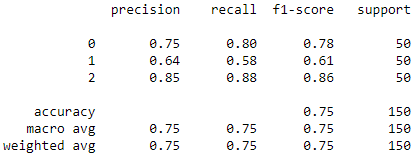 precision recall f1-score support
0 0.75 0.80 0.78 50
1 0.64 0.58 0.61 50
2 0.85 0.88 0.86 50
accuracy 0.75 150
macro avg 0.75 0.75 0.75 150
weighted avg 0.75 0.75 0.75 150